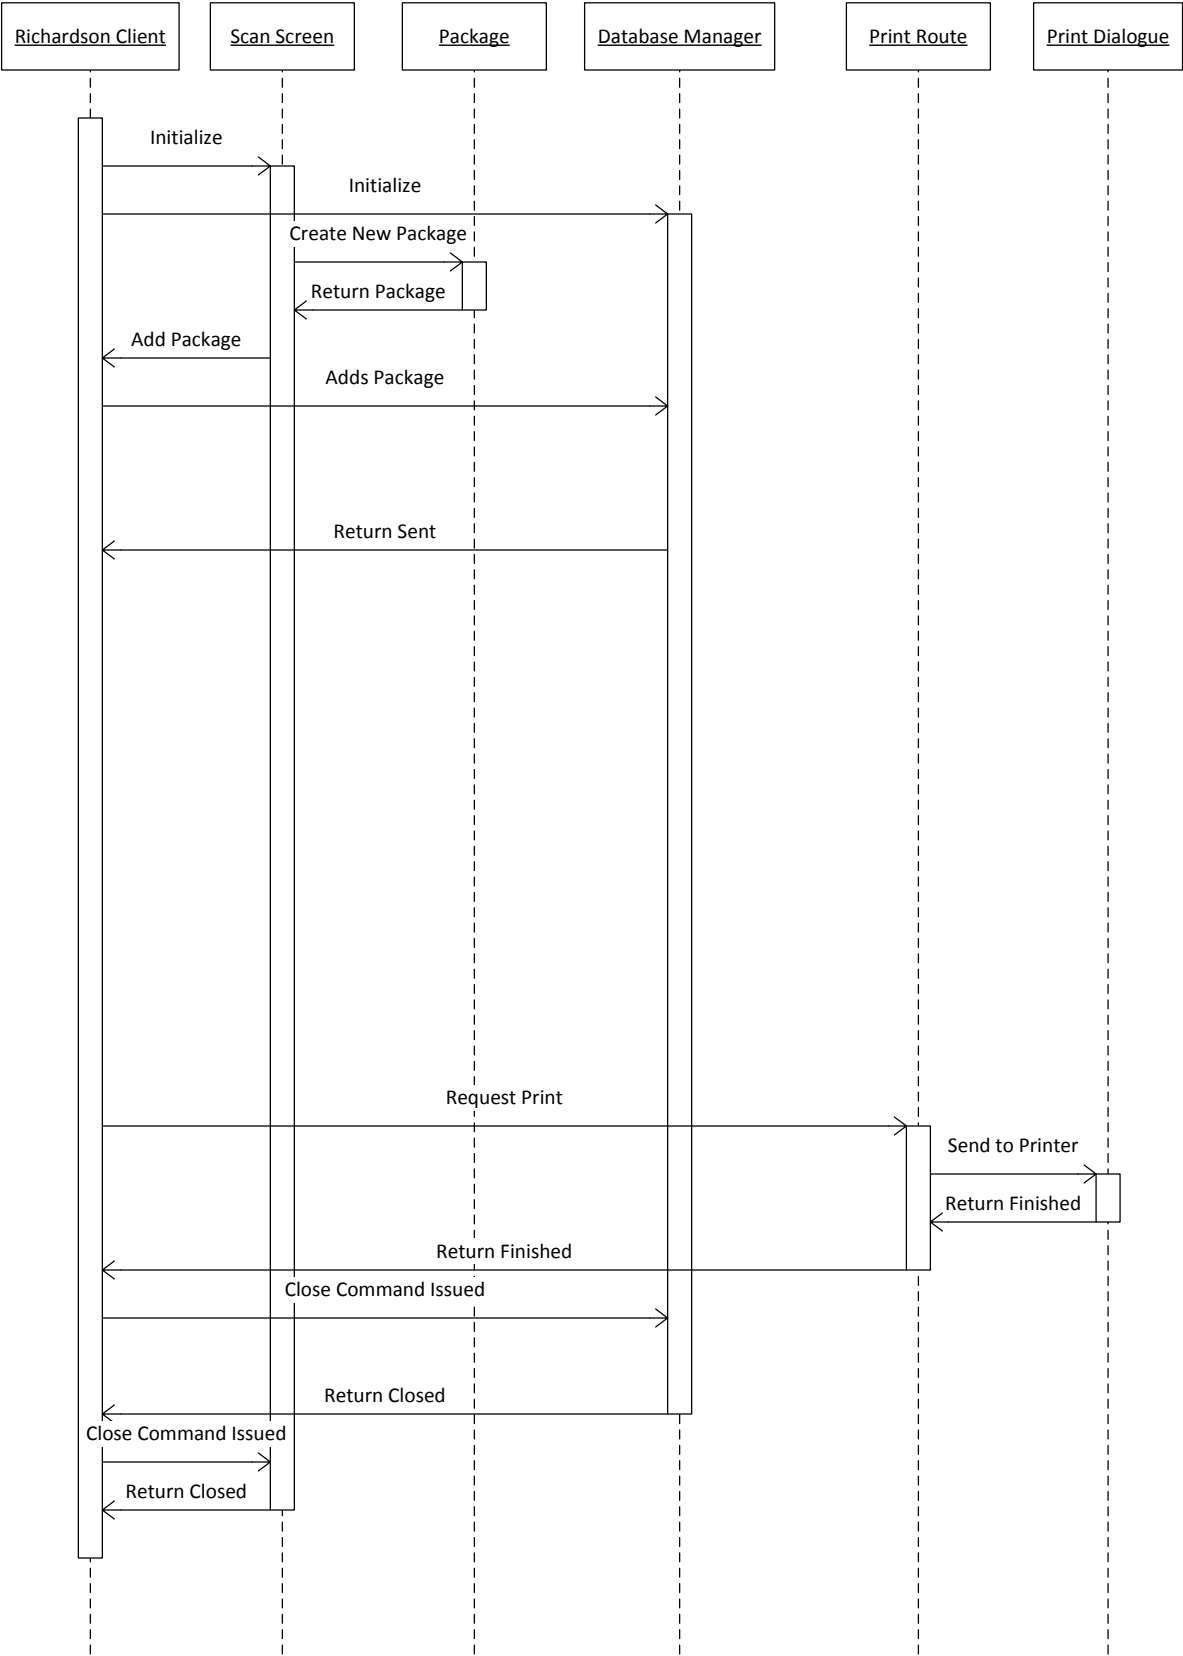 Richardson Client
Scan Screen
Package
Database Manager
Print Route
Print Dialogue
Initialize
Initialize
Create New Package
Return Package
Add Package
Adds Package
Return Sent
Request Print
Send to Printer
Return Finished
Return Finished
Close Command Issued
Return Closed
Close Command Issued
Return Closed